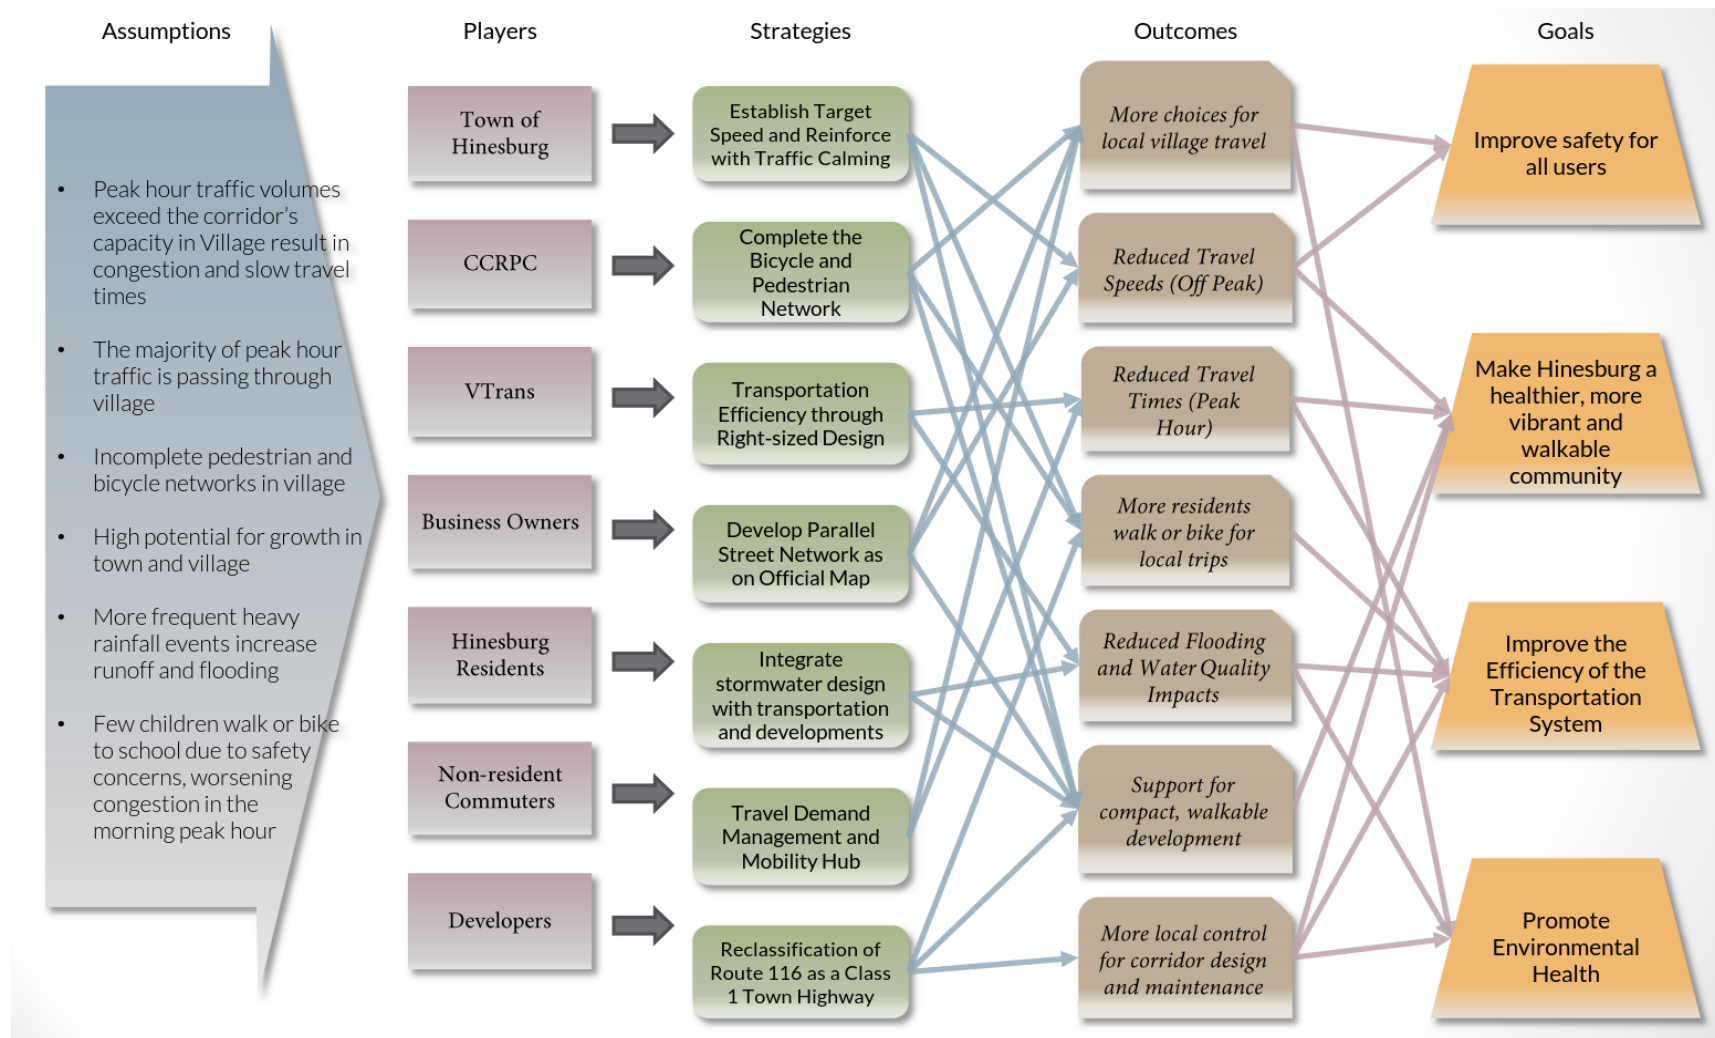 Assumptions
Players
Strategies
Outcomes
Goals
• Peak hour traffic volumes
exceed the corridor’s
capacity in Village result in
congestion and slow travel
times
• The majority of peak hour
traffic is passing through
village
• Incomplete pedestrian and
bicycle networks in village
• High potential for growth in
town and village
• More frequent heavy
rainfall events increase
runoff and flooding
• Few children walk or bike
to school due to safety
concerns, worsening
congestion in the
morning peak hour
Town of
Hinesburg
CCRPC
VTrans
Business Owners
Hinesburg
Residents
Non-resident
Commuters
Developers
Establish Target
Speed and Reinforce
with Traffic Calming
Complete the
Bicycle and
Pedestrian
Network
Transportation
Efficiency through
Right-sized Design
Develop Parallel
Street Network as
on Official Map
Integrate
stormwater design
with transportation
and developments
Travel Demand
Management and
Mobility Hub
Reclassification of
Route 116 as a Class
1 Town Highway
More choices for
local village travel
Reduced Travel
Speeds (Off Peak)
Reduced Travel
Times (Peak
Hour)
More residents
walk or bike for
local trips
Reduced Flooding
and Water Quality
Impacts
Support for
compact, walkable
development
More local control
for corridor design
and maintenance
Improve safety for
all users
Make Hinesburg a
healthier, more
vibrant and
walkable
community
Improve the
Efficiency of the
Transportation
System
Promote
Environmental
Health